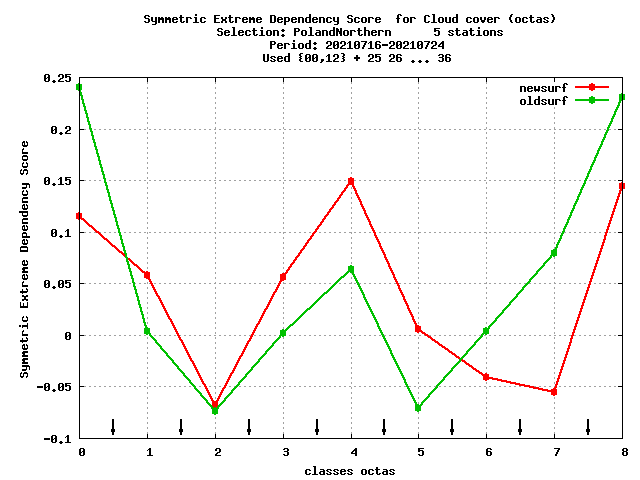 Symmetric Extreme Dependency Score  for Cloud cover (octas)
Selection: PolandNorthern      5 stations
Period: 20210716-20210724
Used {00,12} + 25 26 ... 36
newsurf
oldsurf
Symmetric Extreme Dependency Score
0.25
0.2
0.15
0.1
0.05
0
-0.05
-0.1
0 1 2 3 4 5 6 7 8
classes octas